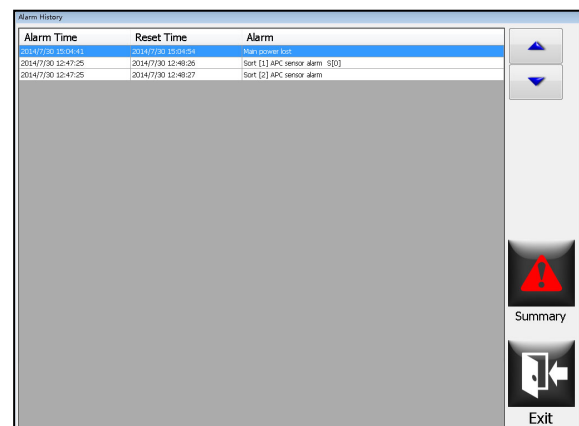 Alarm History
Alarm Time Reset Time Alarm
2014/7/30 15:04:41 2014/7/30 15:04:54 Main power lost
2014/7/30 12:47:25 2014/7/30 12:48:26 Sort [1] APC sensor alarm S[0]
2014/7/30 12:47:25 2014/7/30 12:48:27 Sort [2] APC sensor alarm
Summary
Exit